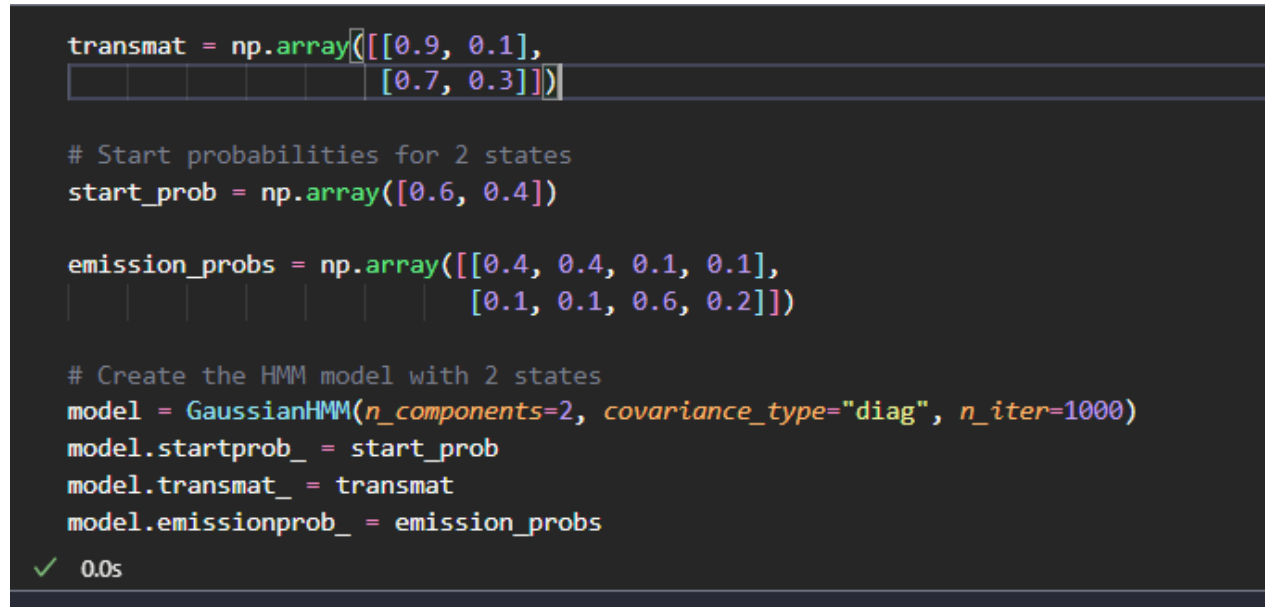 transmat = np.array([[0.9, 0.1],
[0.7, 0.3]])
# Start probabilities for 2 states
start_prob = np.array([0.6, 0.4])
emission_probs = np.array([[0.4, 0.4, 0.1, 0.1],
[0.1, 0.1, 0.6, 0.2]])
# Create the HMM model with 2 states
model = GaussianHMM(n_components=2, covariance_type="diag", n_iter=1000)
model.startprob_ = start_prob
model.transmat_ = transmat
model.emissionprob_ = emission_probs
✓ 0.0s